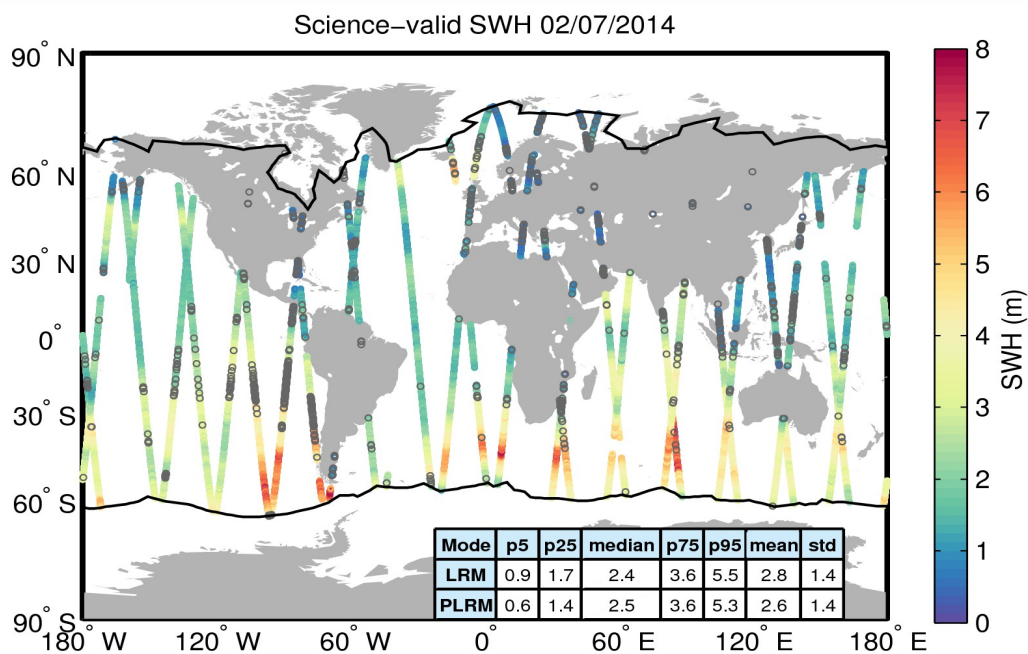 Science−valid SWH 02/07/2014
90° N
60° N
30° N
0°
30° S
60° S
90° S
180° W
120° W
60° W
0°
60° E
120° E
180° E
8
7
6
5
4
3
2
1
0
SWH (m)
Mode p5 p25 median p75 p95 mean std
LRM 0.9 1.7 2.4 3.6 5.5 2.8 1.4
PLRM 0.6 1.4 2.5 3.6 5.3 2.6 1.4